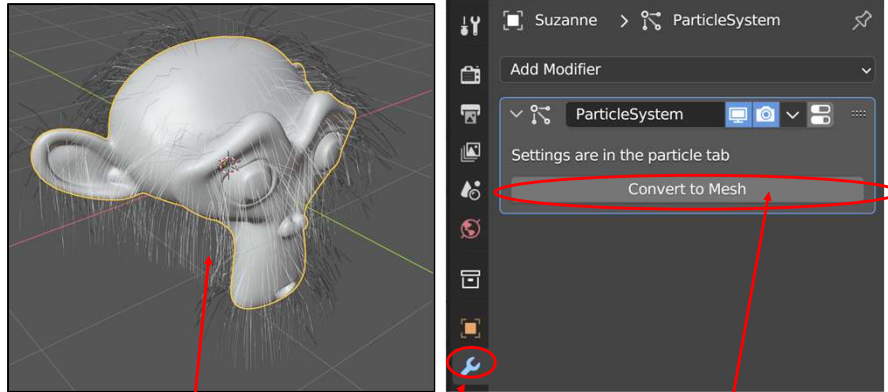 Suzanne > ParticleSystem
Add Modifier
ParticleSystem
Settings are in the particle tab
Convert to Mesh